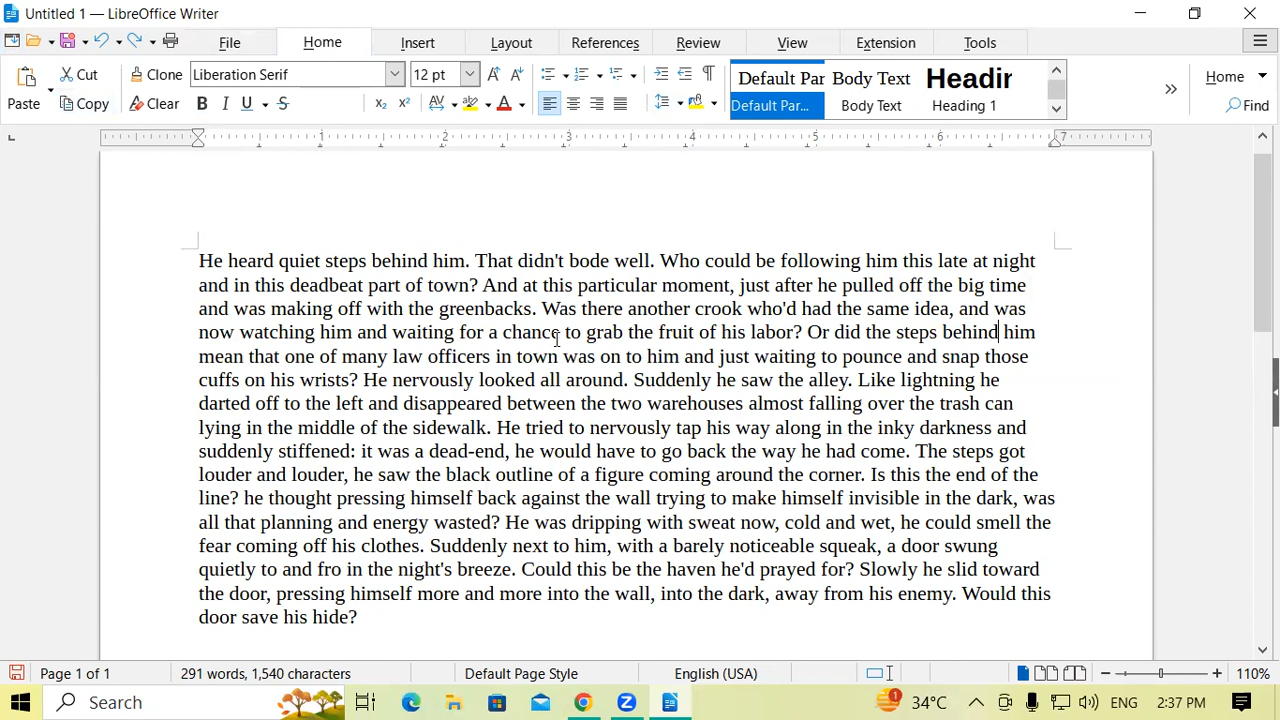 Untitled 1 — LibreOffice Writer
File Home Insert Layout References Review View Extension Tools
Cut Clone Liberation Serif 12 pt Default Par Body Text Headir Home
Paste Copy Clear B I U S Default Par... Body Text Heading 1 Find
1 2 3 4 5 6 7
He heard quiet steps behind him. That didn't bode well. Who could be following him this late at night
and in this deadbeat part of town? And at this particular moment, just after he pulled off the big time
and was making off with the greenbacks. Was there another crook who'd had the same idea, and was
now watching him and waiting for a chance to grab the fruit of his labor? Or did the steps behind him
mean that one of many law officers in town was on to him and just waiting to pounce and snap those
cuffs on his wrists? He nervously looked all around. Suddenly he saw the alley. Like lightning he
darted off to the left and disappeared between the two warehouses almost falling over the trash can
lying in the middle of the sidewalk. He tried to nervously tap his way along in the inky darkness and
suddenly stiffened: it was a dead-end, he would have to go back the way he had come. The steps got
louder and louder, he saw the black outline of a figure coming around the corner. Is this the end of the
line? he thought pressing himself back against the wall trying to make himself invisible in the dark, was
all that planning and energy wasted? He was dripping with sweat now, cold and wet, he could smell the
fear coming off his clothes. Suddenly next to him, with a barely noticeable squeak, a door swung
quietly to and fro in the night's breeze. Could this be the haven he'd prayed for? Slowly he slid toward
the door, pressing himself more and more into the wall, into the dark, away from his enemy. Would this
door save his hide?
Page 1 of 1 291 words, 1,540 characters Default Page Style English (USA) 110%
Search 1 34°C ENG 2:37 PM